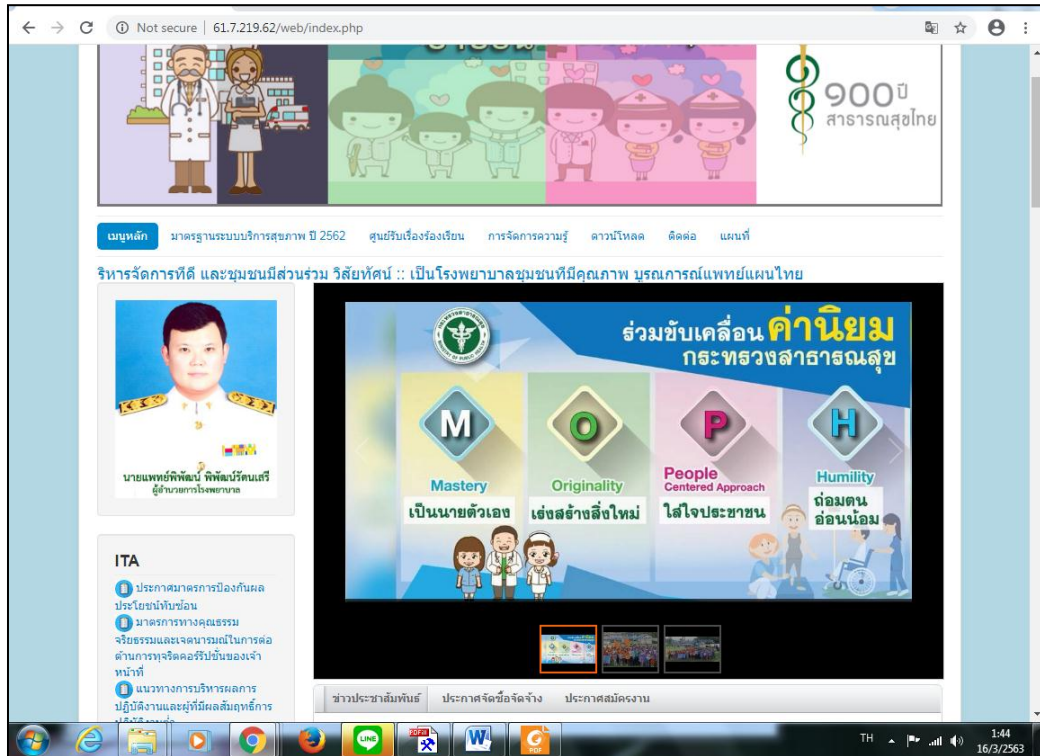 Not secure | 61.7.219.62/web/index.php
900 ปี
สาธารณสุขไทย
เมนูหลัก มาตรฐานระบบบริการสุขภาพ ปี 2562 ศูนย์รับเรื่องร้องเรียน การจัดการความรู้ ดาวน์โหลด ติดต่อ แผนที่
ริหารจัดการที่ดี และชุมชนมีส่วนร่วม วิสัยทัศน์ :: เป็นโรงพยาบาลชุมชนที่มีคุณภาพ บูรณการณ์แพทย์แผนไทย
นายแพทย์พิพัฒน์ พิพัฒน์รัตนเสรี
ผู้อำนวยการโรงพยาบาล
ร่วมขับเคลื่อน ค่านิยม
กระทรวงสาธารณสุข
M O P H
Mastery
เป็นนายตัวเอง
Originality
เร่งสร้างสิ่งใหม่
People
Centered Approach
ใส่ใจประชาชน
Humility
ถ่อมตน
อ่อนน้อม
ITA
ประกาศมาตรการป้องกันผล
ประโยชน์ทับซ้อน
มาตรการทางคุณธรรม
จริยธรรมและเจตนารมณ์ในการต่อ
ต้านการทุจริตคอร์รัปชั่นของเจ้า
หน้าที่
แนวทางการบริหารผลการ
ปฏิบัติงานและผู้ที่มีผลสัมฤทธิ์การ
ข่าวประชาสัมพันธ์ ประกาศจัดซื้อจัดจ้าง ประกาศสมัครงาน
LINE
PDF
TH
1:44
16/3/2563